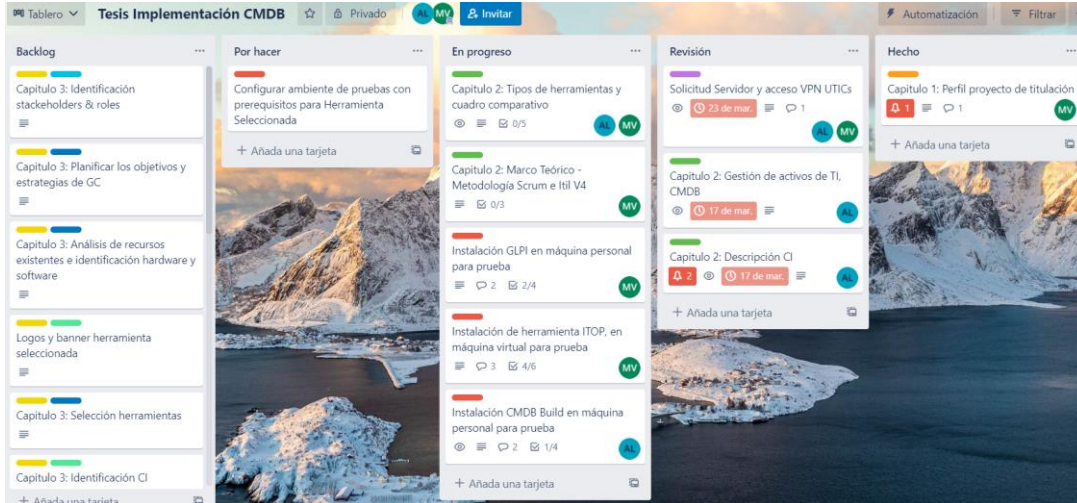 Tablero
Tesis Implementación CMDB
Privado
AL MV
Invitar
Automatización
Filtrar
Backlog
Capitulo 3: Identificación
stackeholders & roles
Capitulo 3: Planificar los objetivos y
estrategias de GC
Capitulo 3: Análisis de recursos
existentes e identificación hardware y
software
Logos y banner herramienta
seleccionada
Capitulo 3: Selección herramientas
Capitulo 3: Identificación CI
+ Añada una tarjeta
Por hacer
Configurar ambiente de pruebas con
prerequisitos para Herramienta
Seleccionada
+ Añada una tarjeta
En progreso
Capitulo 2: Tipos de herramientas y
cuadro comparativo
0/5
AL MV
Capitulo 2: Marco Teórico -
Metodología Scrum e Itil V4
0/3
MV
Instalación GLPI en máquina personal
para prueba
2 2/4
MV
Instalación de herramienta ITOP, en
máquina virtual para prueba
3 4/6
MV
Instalación CMDB Build en máquina
personal para prueba
2 1/4
AL
+ Añada una tarjeta
Revisión
Solicitud Servidor y acceso VPN UTICs
23 de mar. 1
AL MV
Capitulo 2: Gestión de activos de TI,
CMDB
17 de mar.
AL
Capitulo 2: Descripción CI
2 17 de mar.
AL
+ Añada una tarjeta
Hecho
Capitulo 1: Perfil proyecto de titulación
1 1
MV
+ Añada una tarjeta